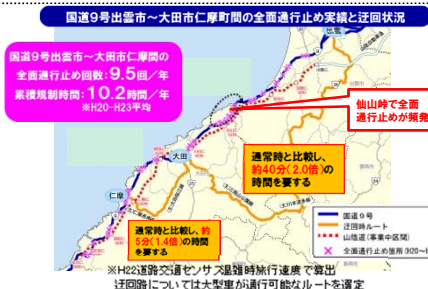 国道9号出雲市～大田市仁摩町間の全面通行止め実績と迂回状況
国道9号出雲市～大田市仁摩間の
全面通行止め回数:9.5回／年
累積規制時間:10.2時間／年
※H20-H23平均
出雲
仙山峠で全面
通行止めが頻発
大田
通常時と比較し、
約40分(2.0倍)の
時間を要する
仁摩
通常時と比較し、約
5分(1.4倍)の時間
を要する
国道9号
迂回時ルート
山陰道(事業中区間)
全面通行止め箇所(H20～H
※H22道路交通センサス混雑時旅行速度で算出
迂回路については大型車が通行可能なルートを選定